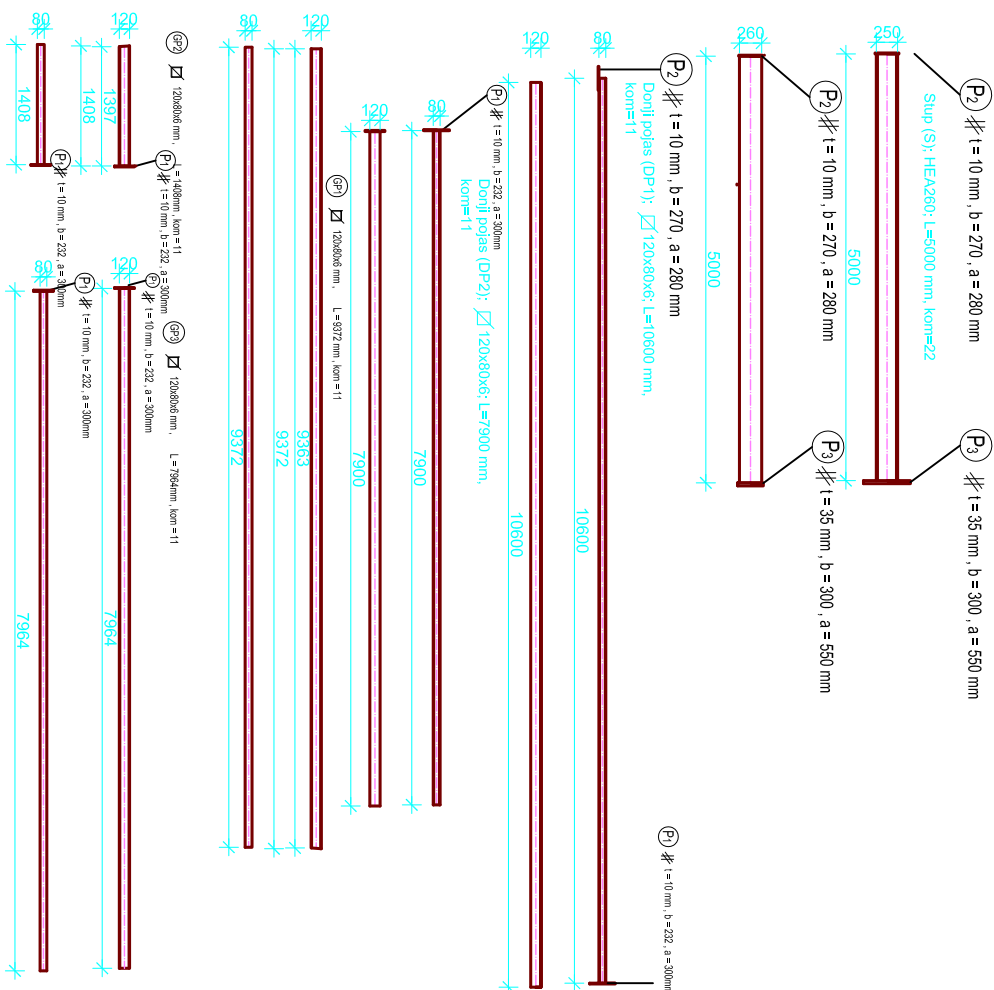 250
P2 t = 10 mm , b = 270 , a = 280 mm
P3 t = 35 mm , b = 300 , a = 550 mm
Stup (S); HEA260; L=5000 mm, kom=22
5000
260
P2 t = 10 mm , b = 270 , a = 280 mm
P3 t = 35 mm , b = 300 , a = 550 mm
5000
P2 t = 10 mm , b = 270 , a = 280 mm
P1 t = 10 mm , b = 232 , a = 300mm
Donji pojas (DP1); 120x80x6; L=10600 mm,
kom=11
80
10600
120
10600
P1 t = 10 mm , b = 232 , a = 300mm
Donji pojas (DP2); 120x80x6; L=7900 mm,
kom=11
80
7900
120
7900
GP1 120x80x6 mm , L = 9372 mm , kom = 11
120
9363
9372
80
9372
GP2 120x80x6 mm , L = 1408mm , kom = 11
120
1397
1408
P1 t = 10 mm , b = 232 , a = 300mm
80
1408
P1 t = 10 mm , b = 232 , a = 300mm
GP3 120x80x6 mm , L = 7964mm , kom = 11
120
P1 t = 10 mm , b = 232 , a = 300mm
7964
80
P1 t = 10 mm , b = 232 , a = 300mm
7964